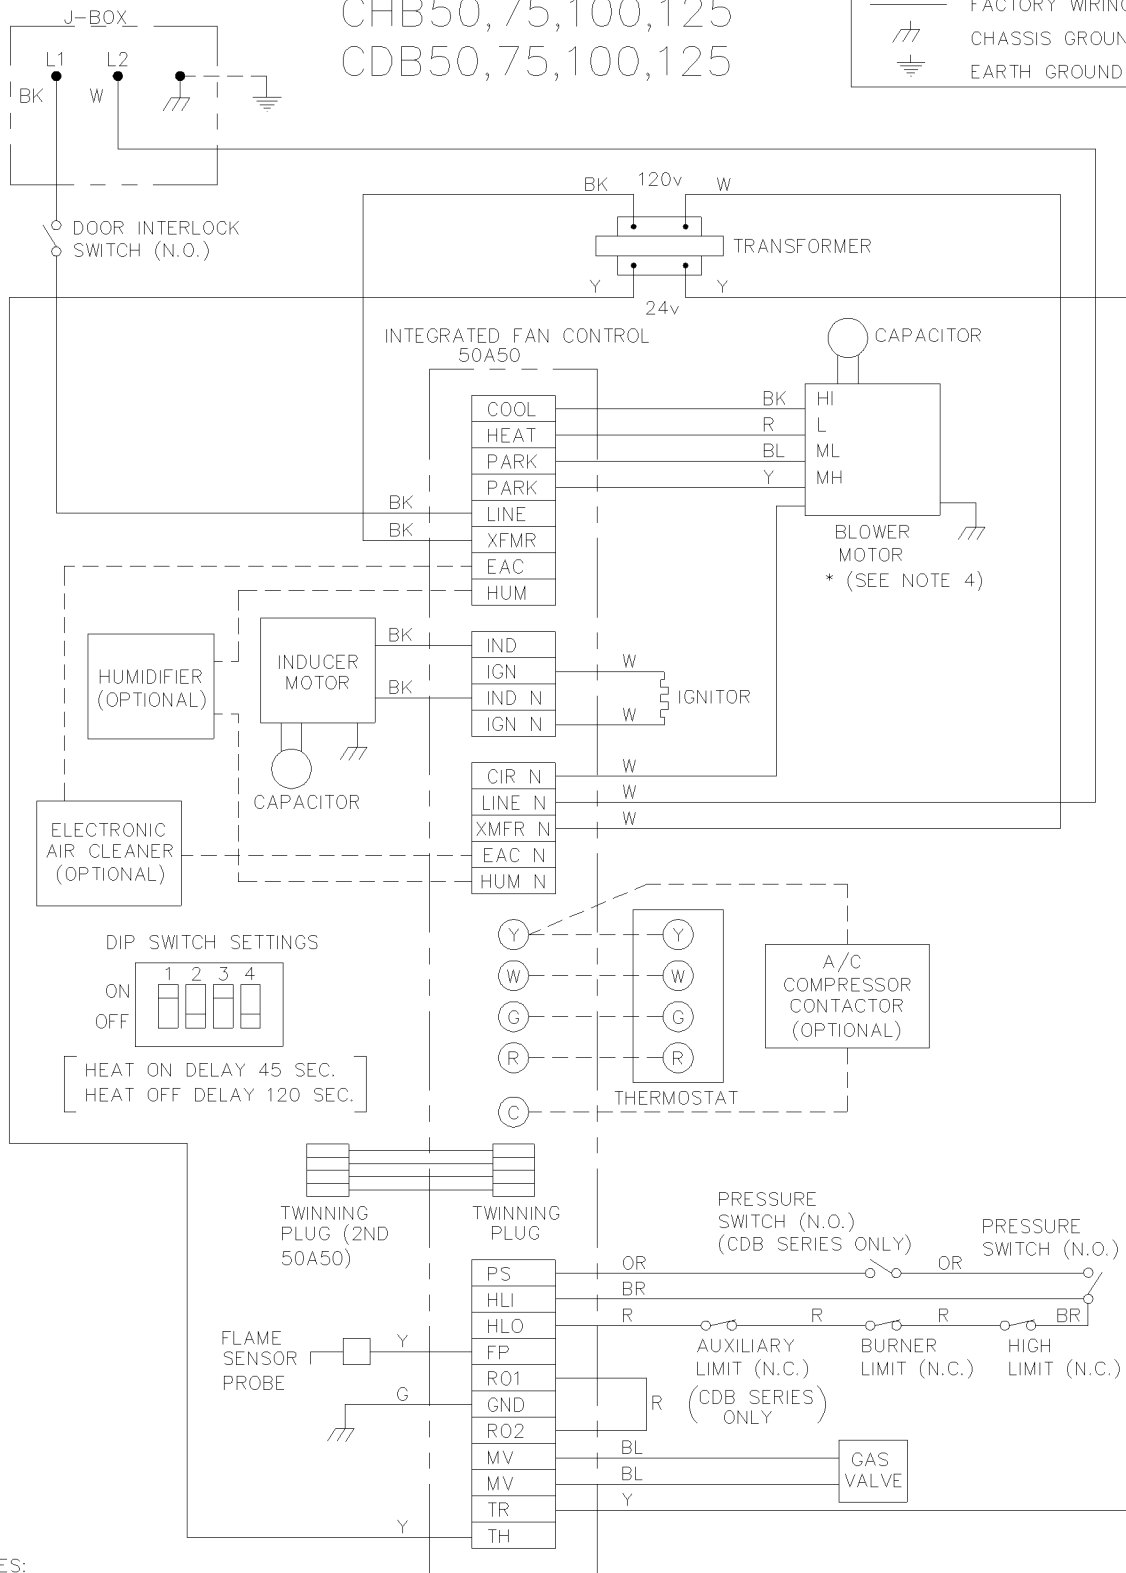 J-BOX
L1 L2
BK W
CHB50,75,100,125
CDB50,75,100,125
FACTORY WIRING
CHASSIS GROUN
EARTH GROUND
DOOR INTERLOCK
SWITCH (N.O.)
BK 120v W
TRANSFORMER
Y Y
24v
INTEGRATED FAN CONTROL
50A50
CAPACITOR
COOL BK HI
HEAT R L
PARK BL ML
PARK Y MH
BK LINE
BK XFMR
EAC
HUM
BLOWER
MOTOR
* (SEE NOTE 4)
HUMIDIFIER
(OPTIONAL)
INDUCER
MOTOR
BK IND
IGN W
BK IND N
IGN N W
IGNITOR
CAPACITOR
CIR N W
LINE N W
XMFR N W
EAC N
HUM N
ELECTRONIC
AIR CLEANER
(OPTIONAL)
DIP SWITCH SETTINGS
1 2 3 4
ON
OFF
HEAT ON DELAY 45 SEC.
HEAT OFF DELAY 120 SEC.
Y Y
W W
G G
R R
C
THERMOSTAT
A/C
COMPRESSOR
CONTACTOR
(OPTIONAL)
TWINNING
PLUG (2ND
50A50)
TWINNING
PLUG
PRESSURE
SWITCH (N.O.)
(CDB SERIES ONLY)
PRESSURE
SWITCH (N.O.)
PS OR OR
HLI BR
HLO R R R BR
AUXILIARY
LIMIT (N.C.)
(CDB SERIES)
ONLY
BURNER
LIMIT (N.C.)
HIGH
LIMIT (N.C.)
FLAME
SENSOR
PROBE
Y FP
RO1
G GND R
RO2
MV BL
MV BL
GAS
VALVE
TR Y
Y TH
ES: